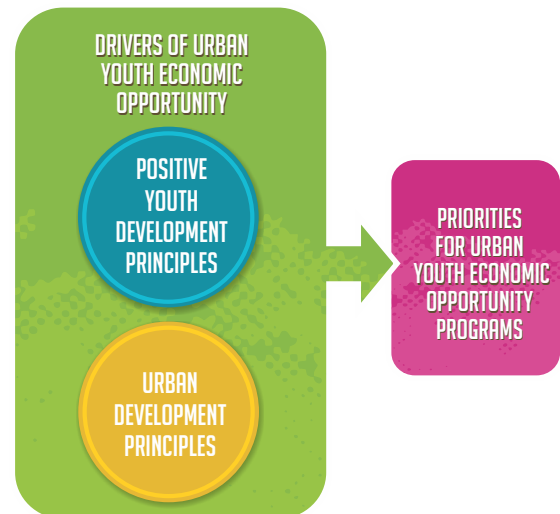 DRIVERS OF URBAN
YOUTH ECONOMIC
OPPORTUNITY
POSITIVE
YOUTH
DEVELOPMENT
PRINCIPLES
URBAN
DEVELOPMENT
PRINCIPLES
PRIORITIES
FOR URBAN
YOUTH ECONOMIC
OPPORTUNITY
PROGRAMS